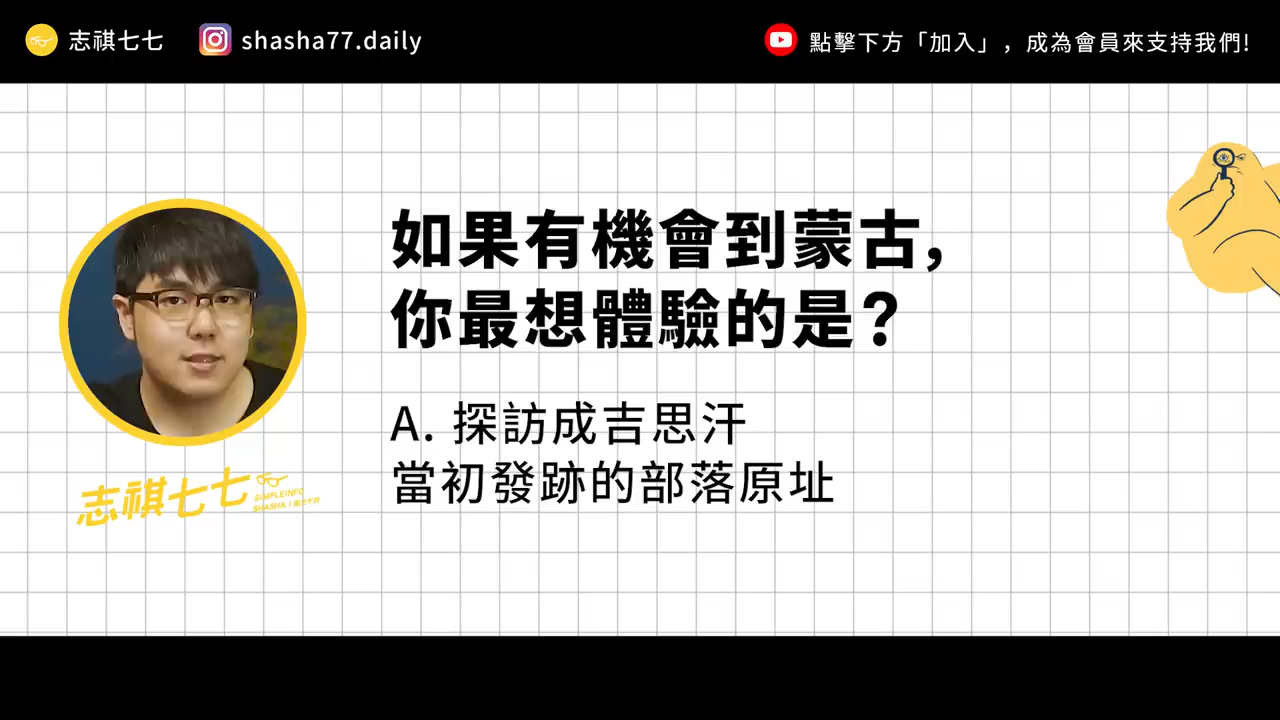 志祺七七
shasha77.daily
點擊下方「加入」，成為會員來支持我們!
如果有機會到蒙古,
你最想體驗的是?
A. 探訪成吉思汗
當初發跡的部落原址
志祺七七
SIMPLEINFO